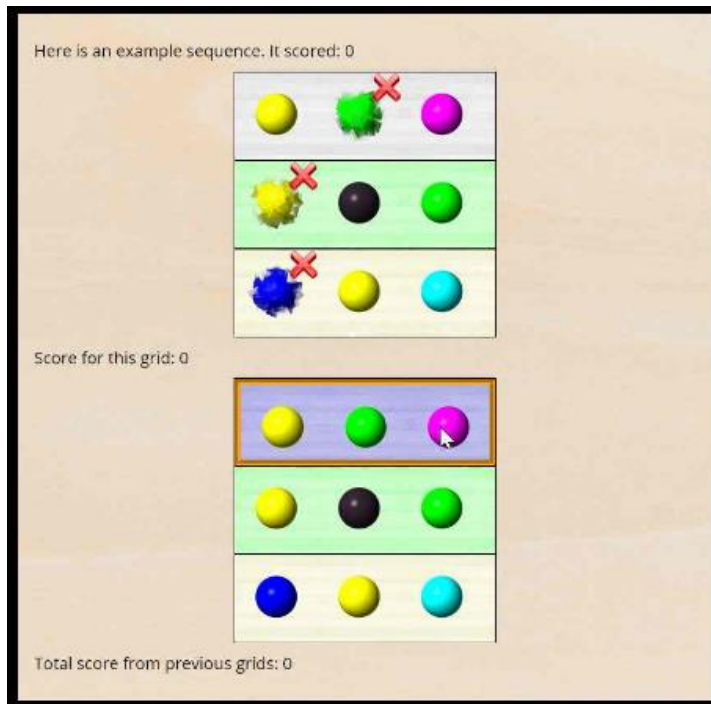 Here is an example sequence. It scored: 0
Score for this grid: 0
Total score from previous grids: 0